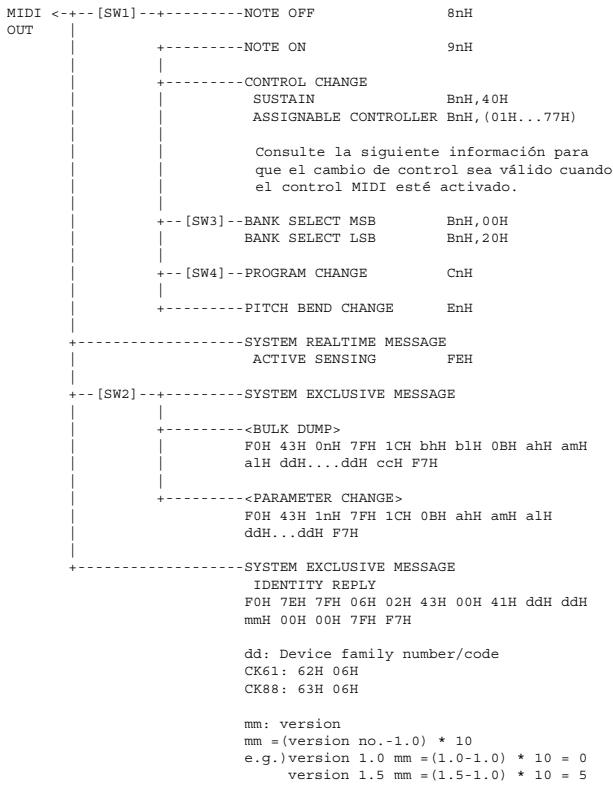 MIDI <-+--[SW1]--+---------NOTE OFF 8nH
OUT |
| +---------NOTE ON 9nH
| |
| +---------CONTROL CHANGE
| | SUSTAIN BnH,40H
| | ASSIGNABLE CONTROLLER BnH,(01H...77H)
| |
| | Consulte la siguiente información para
| | que el cambio de control sea válido cuando
| | el control MIDI esté activado.
| |
| +--[SW3]--BANK SELECT MSB BnH,00H
| | BANK SELECT LSB BnH,20H
| |
| +--[SW4]--PROGRAM CHANGE CnH
| |
| +---------PITCH BEND CHANGE EnH
|
+-------------------SYSTEM REALTIME MESSAGE
| ACTIVE SENSING FEH
|
+--[SW2]--+---------SYSTEM EXCLUSIVE MESSAGE
| |
| +---------<BULK DUMP>
| | F0H 43H 0nH 7FH 1CH bhH blH 0BH ahH amH
| | alH ddH....ddH ccH F7H
| |
| +---------<PARAMETER CHANGE>
| F0H 43H 1nH 7FH 1CH 0BH ahH amH alH
| ddH...ddH F7H
|
+-------------------SYSTEM EXCLUSIVE MESSAGE
IDENTITY REPLY
F0H 7EH 7FH 06H 02H 43H 00H 41H ddH ddH
mmH 00H 00H 7FH F7H
dd: Device family number/code
CK61: 62H 06H
CK88: 63H 06H
mm: version
mm =(version no.-1.0) * 10
e.g.)version 1.0 mm =(1.0-1.0) * 10 = 0
version 1.5 mm =(1.5-1.0) * 10 = 5